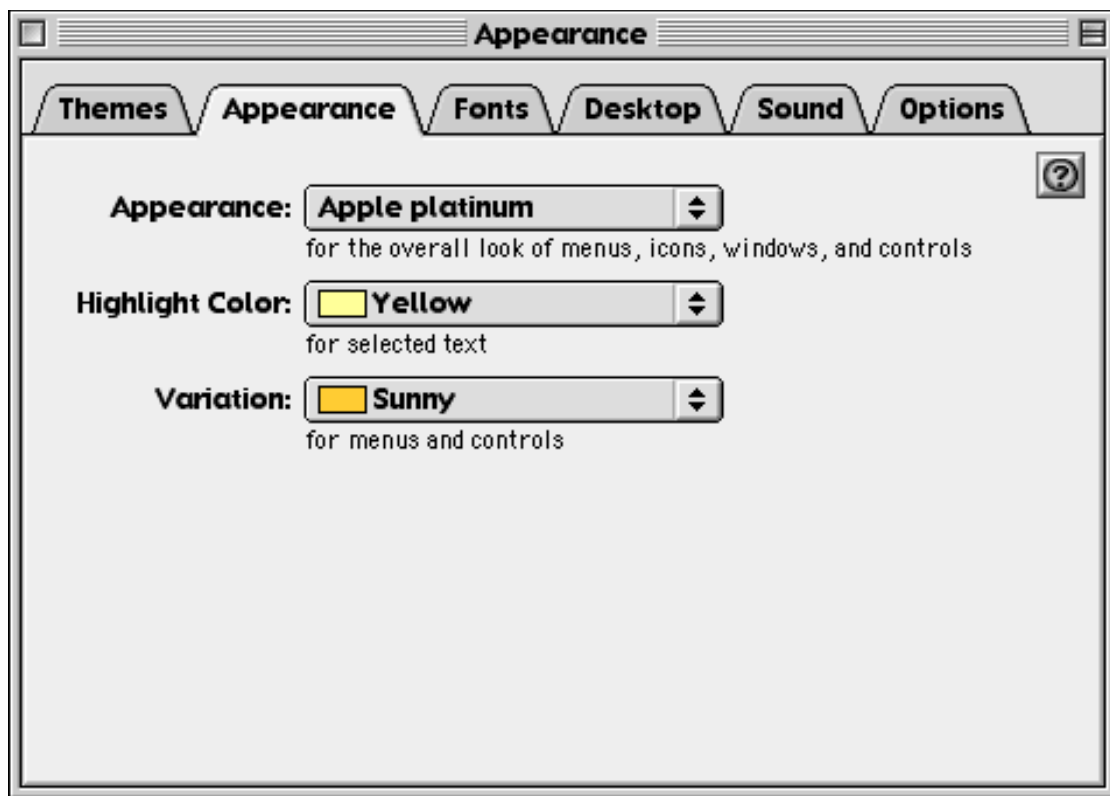 Appearance
Themes Appearance Fonts Desktop Sound Options
?
Appearance: Apple platinum
for the overall look of menus, icons, windows, and controls
Highlight Color: Yellow
for selected text
Variation: Sunny
for menus and controls